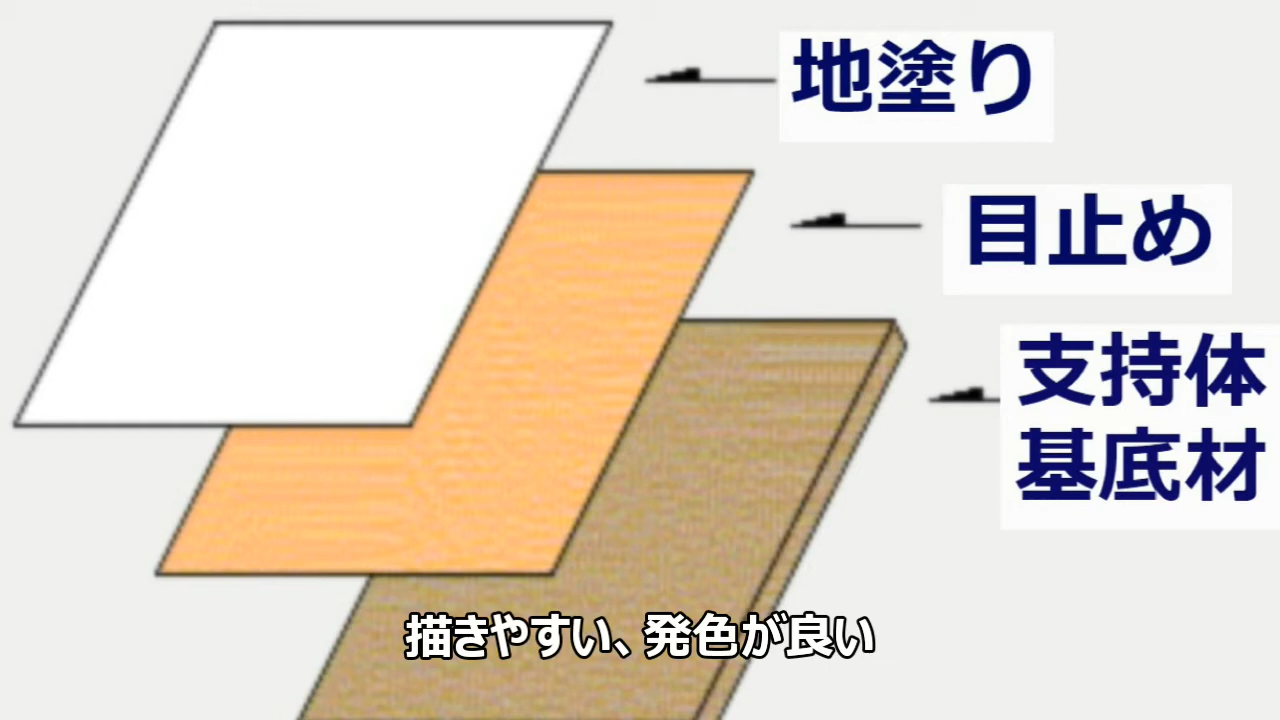 地塗り
目止め
支持体
基底材
描きやすい、発色が良い